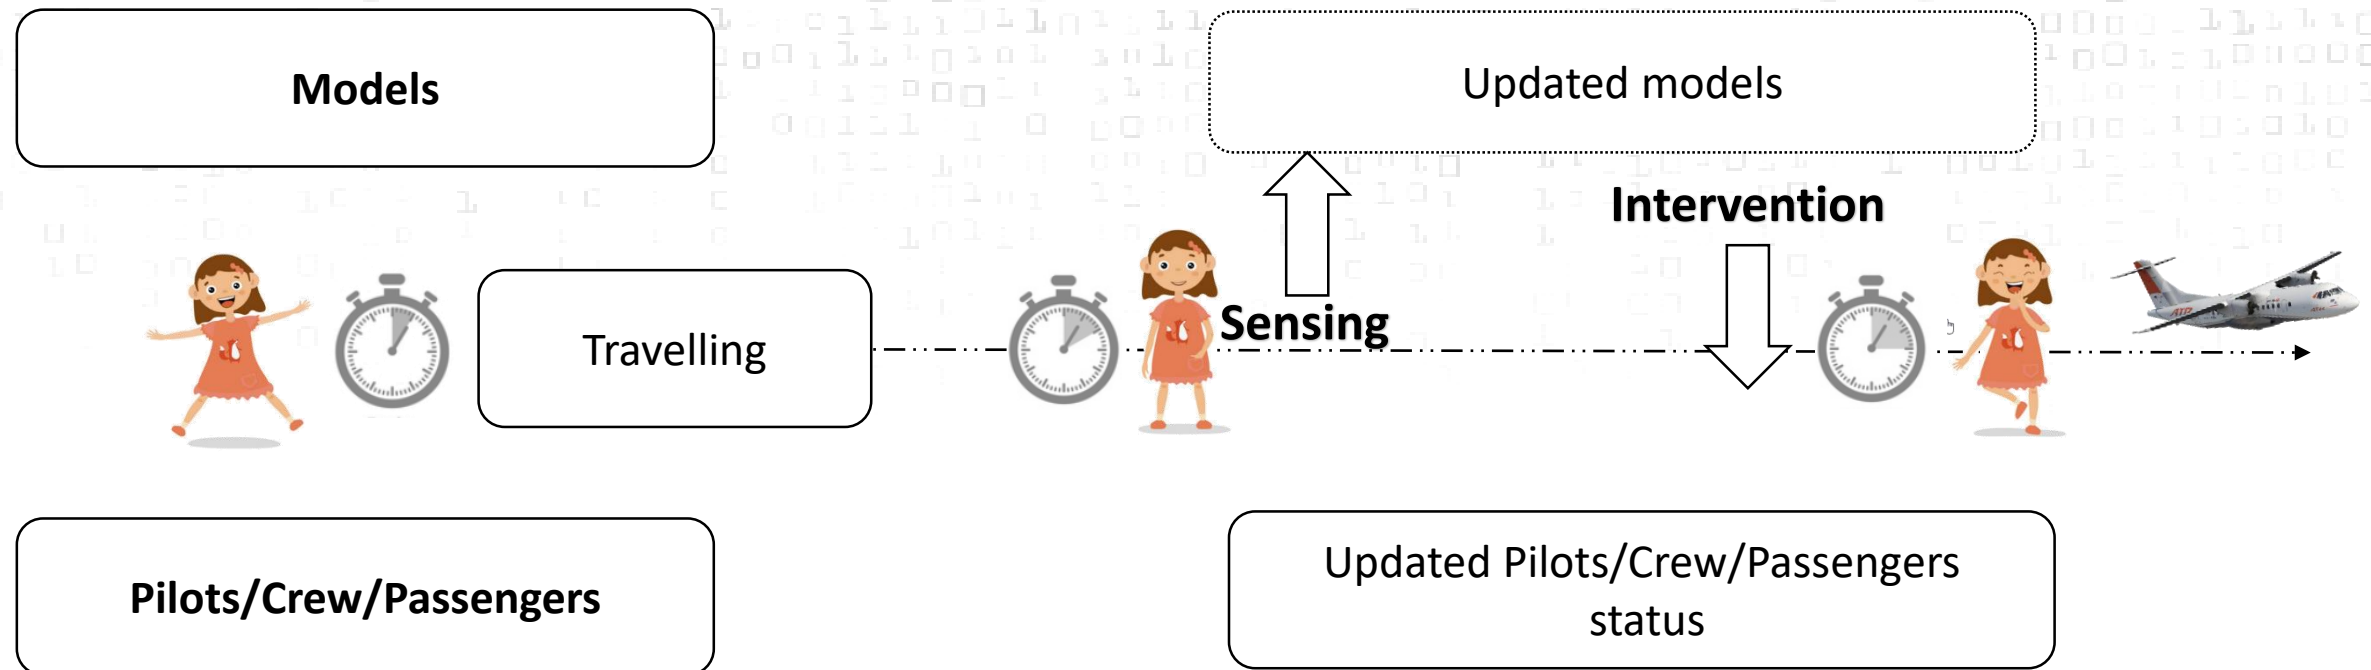 Models
Updated models
Intervention
Sensing
Travelling
Pilots/Crew/Passengers
Updated Pilots/Crew/Passengers
status